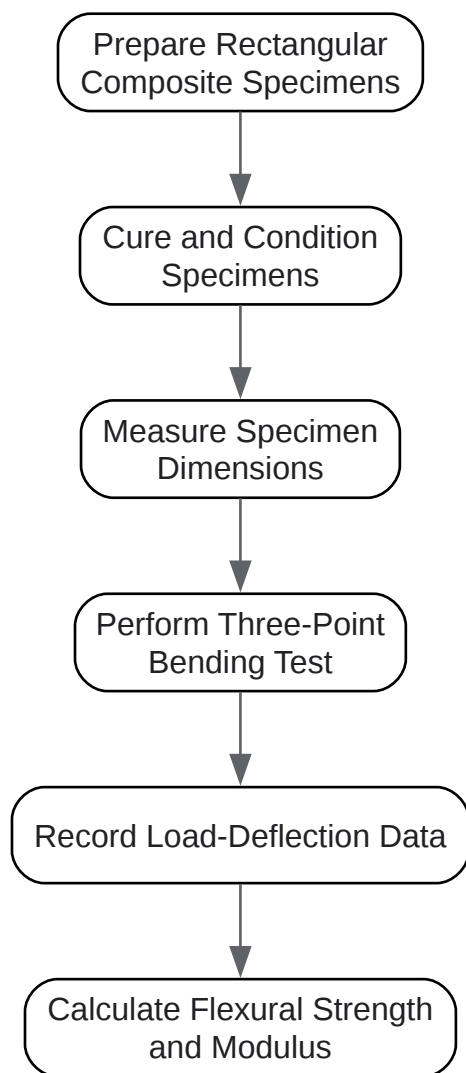 Prepare Rectangular
Composite Specimens
Cure and Condition
Specimens
Measure Specimen
Dimensions
Perform Three-Point
Bending Test
Record Load-Deflection Data
Calculate Flexural Strength
and Modulus